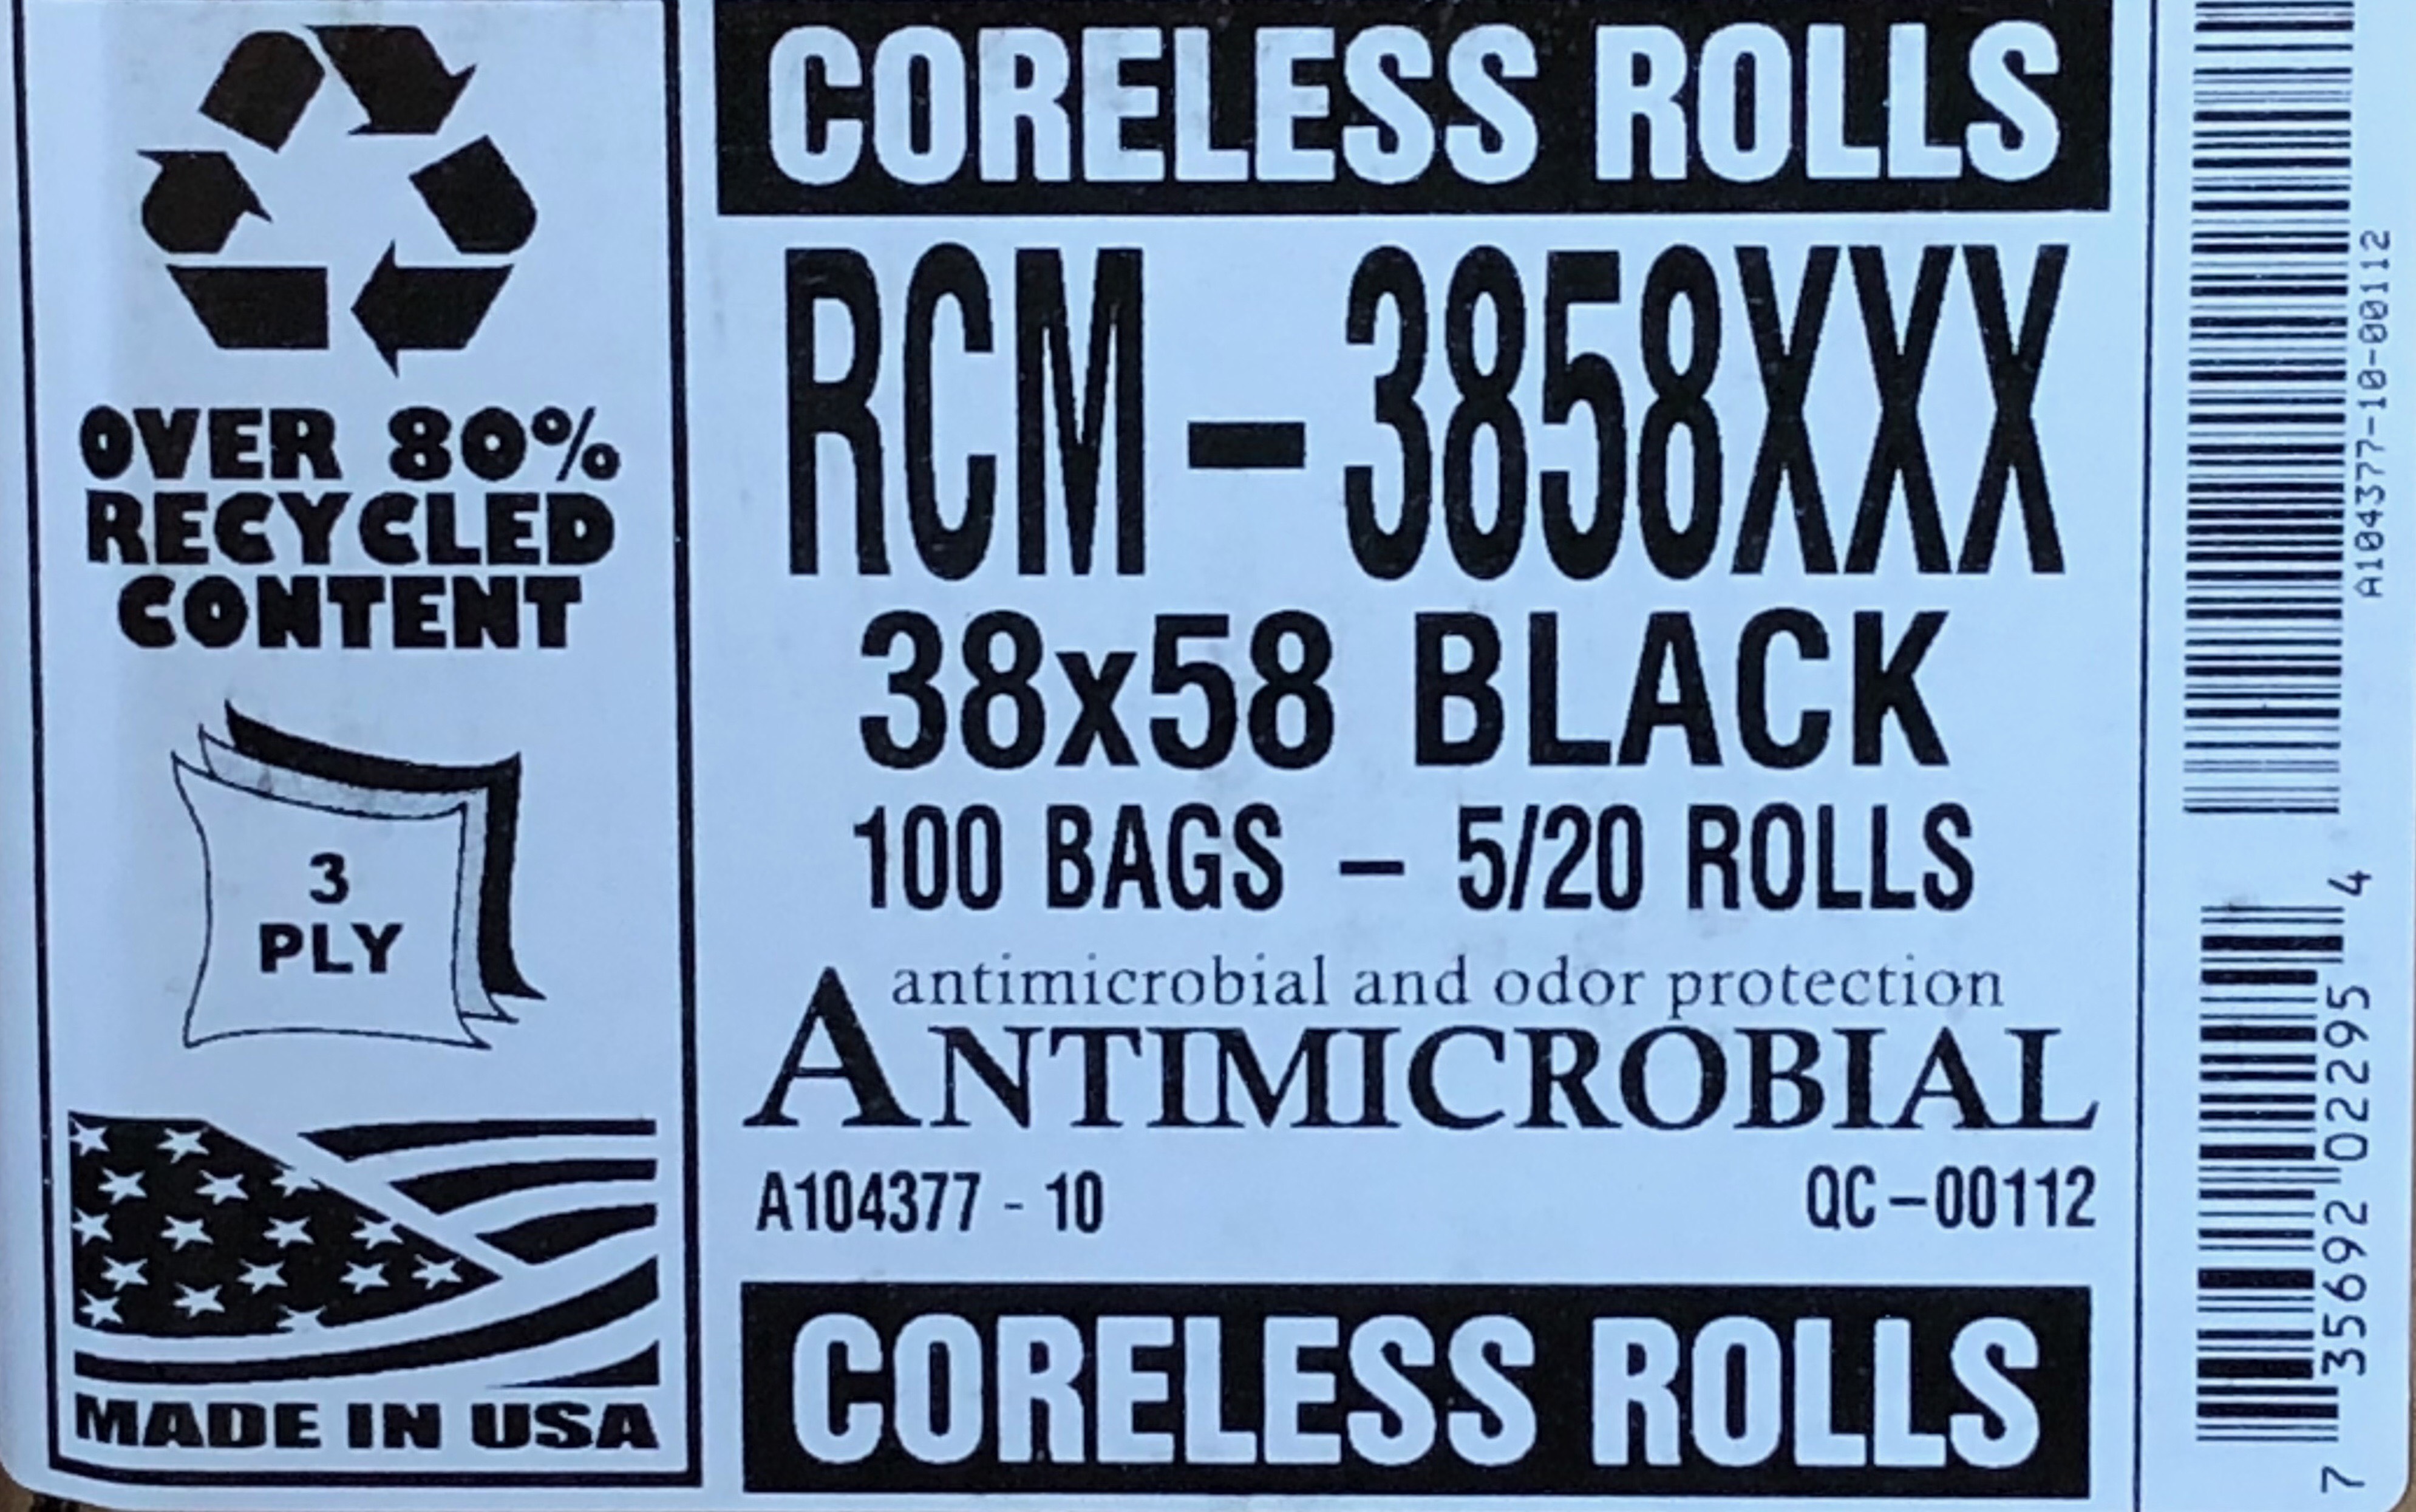 OVER 80%
RECYCLED
CONTENT
3
PLY
MADE IN USA
CORELESS ROLLS
RCM-3858XXX
38x58 BLACK
100 BAGS – 5/20 ROLLS
antimicrobial and odor protection
ANTIMICROBIAL
A104377 - 10
QC-00112
CORELESS ROLLS
A104377-10-00112
7 35692 02295 4